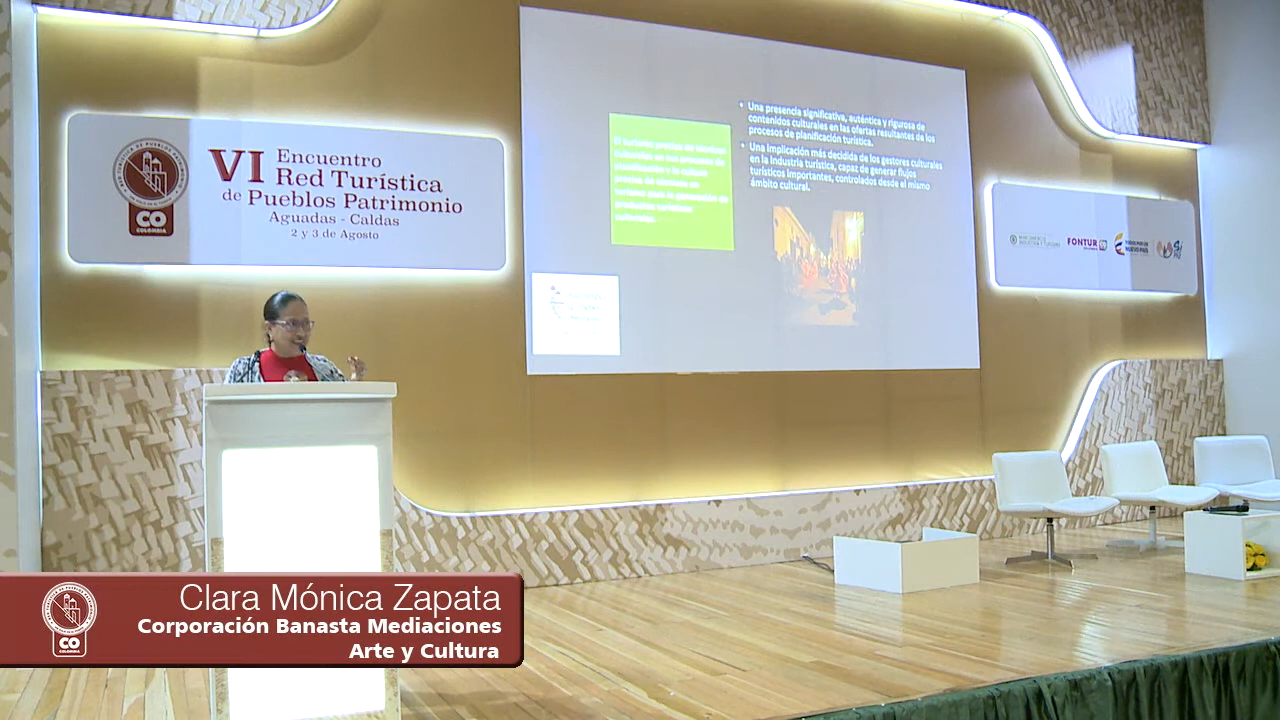 VI Encuentro
Red Turística
de Pueblos Patrimonio
Aguadas - Caldas
2 y 3 de Agosto
CO
COLOMBIA
• Una presencia significativa, auténtica y rigurosa de
contenidos culturales en las ofertas resultantes de los
procesos de planificación turística.
• Una implicación más decidida de los gestores culturales
en la industria turística, capaz de generar flujos
turísticos importantes, controlados desde el mismo
ámbito cultural.
FONTUR
Clara Mónica Zapata
Corporación Banasta Mediaciones
Arte y Cultura
CO
COLOMBIA